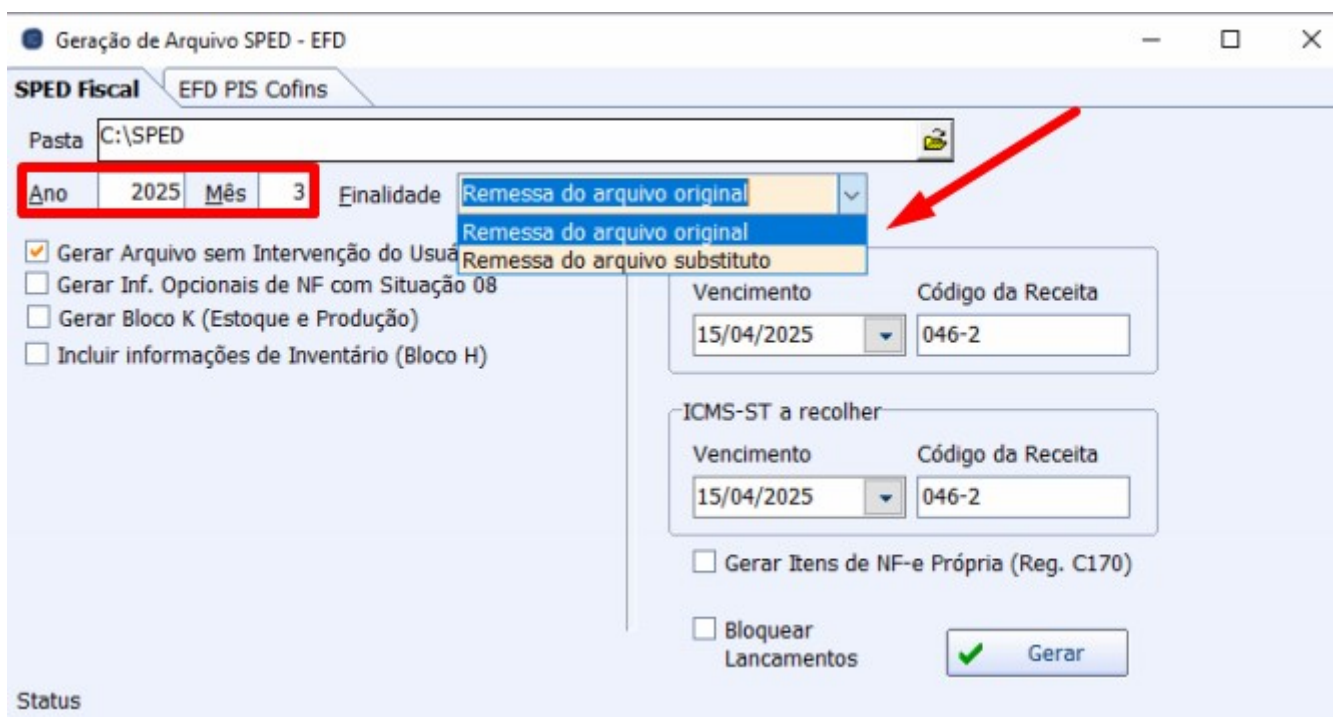 Geração de Arquivo SPED - EFD
SPED Fiscal EFD PIS Cofins
Pasta C:\SPED
Ano 2025 Mês 3 Finalidade Remessa do arquivo original
Remessa do arquivo original
Remessa do arquivo substituto
Gerar Arquivo sem Intervenção do Usuá
Gerar Inf. Opcionais de NF com Situação 08
Gerar Bloco K (Estoque e Produção)
Incluir informações de Inventário (Bloco H)
Vencimento Código da Receita
15/04/2025 046-2
ICMS-ST a recolher
Vencimento Código da Receita
15/04/2025 046-2
Gerar Itens de NF-e Própria (Reg. C170)
Bloquear
Lancamentos
Gerar
Status